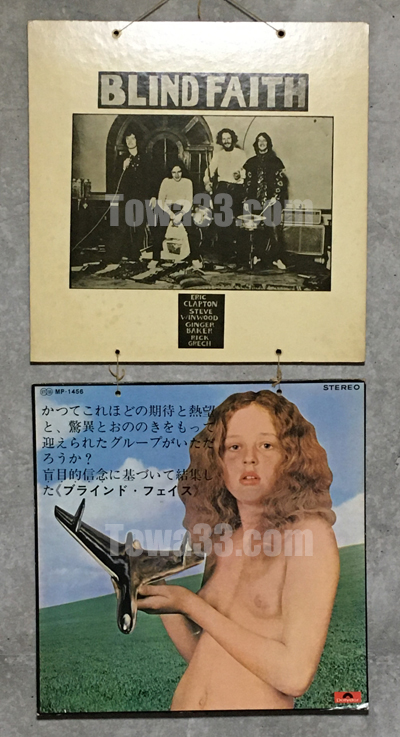 BLIND FAITH
Towa33.com
ERIC
CLAPTON
STEVE
WINWOOD
GINGER
BAKER
RICK
GRECH
MP-1456
STEREO
かつてこれほどの期待と熱望
と、驚異とおののきをもって
迎えられたグループがいただ
ろうか？
盲目的信念に基づいて結集し
た《ブラインド・フェイス》
Towa33.com